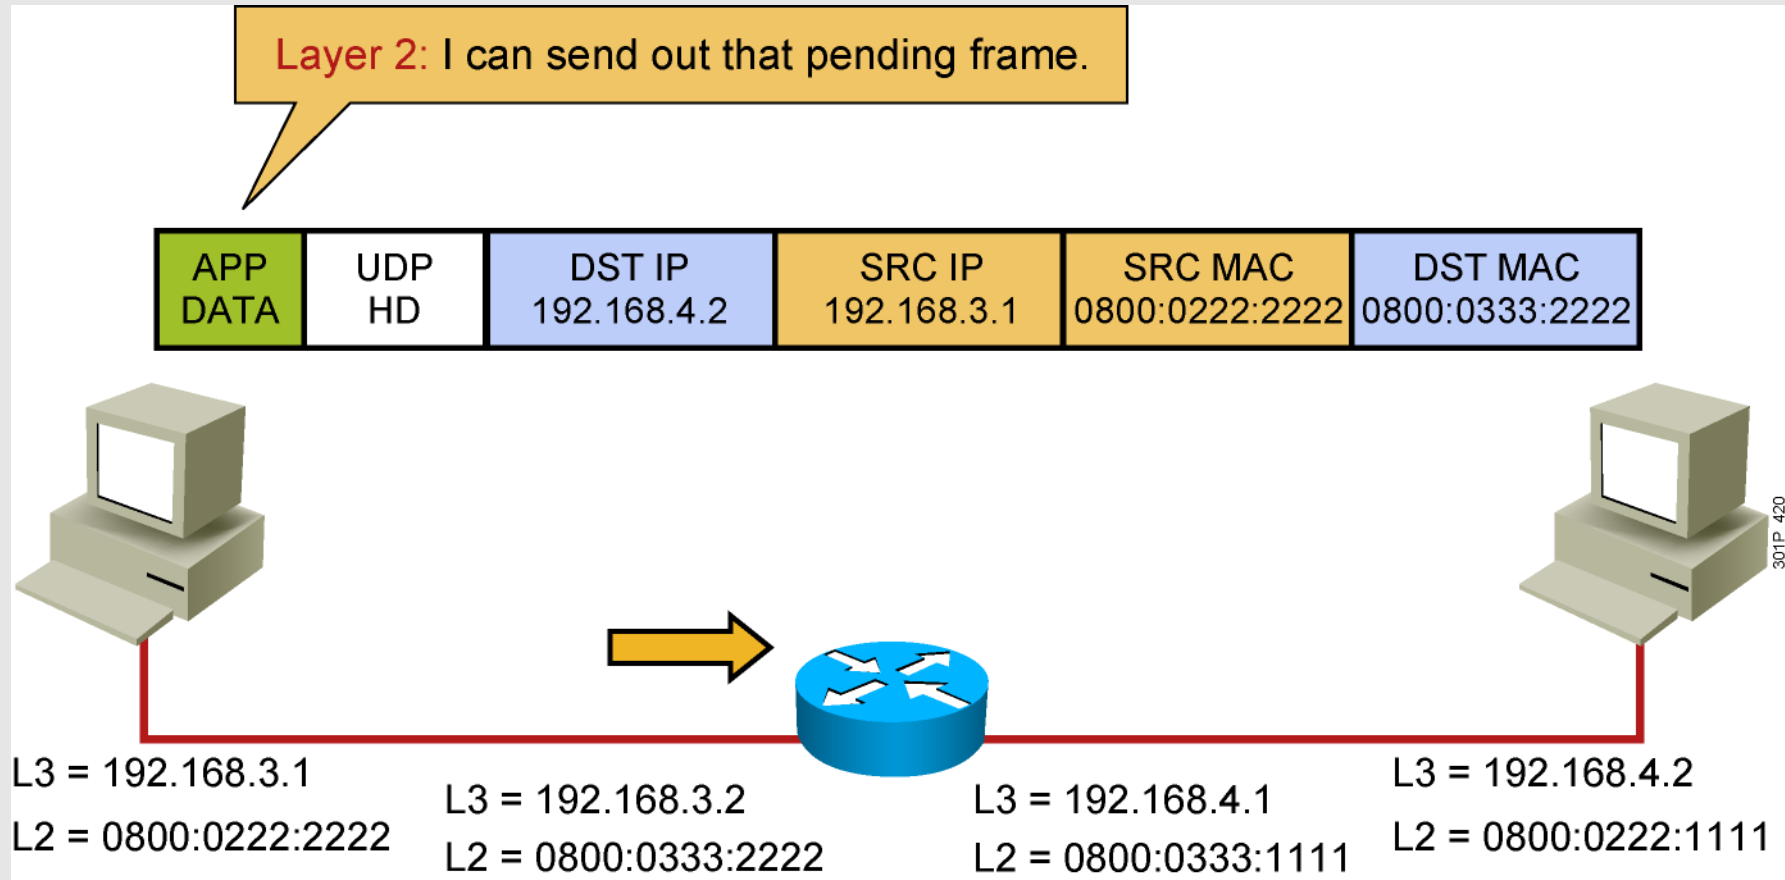 Layer 2: I can send out that pending frame.
APP
DATA
UDP
HD
DST IP
192.168.4.2
SRC IP
192.168.3.1
SRC MAC
0800:0222:2222
DST MAC
0800:0333:2222
301P_420
L3 = 192.168.3.1
L2 = 0800:0222:2222
L3 = 192.168.3.2
L2 = 0800:0333:2222
L3 = 192.168.4.1
L2 = 0800:0333:1111
L3 = 192.168.4.2
L2 = 0800:0222:1111